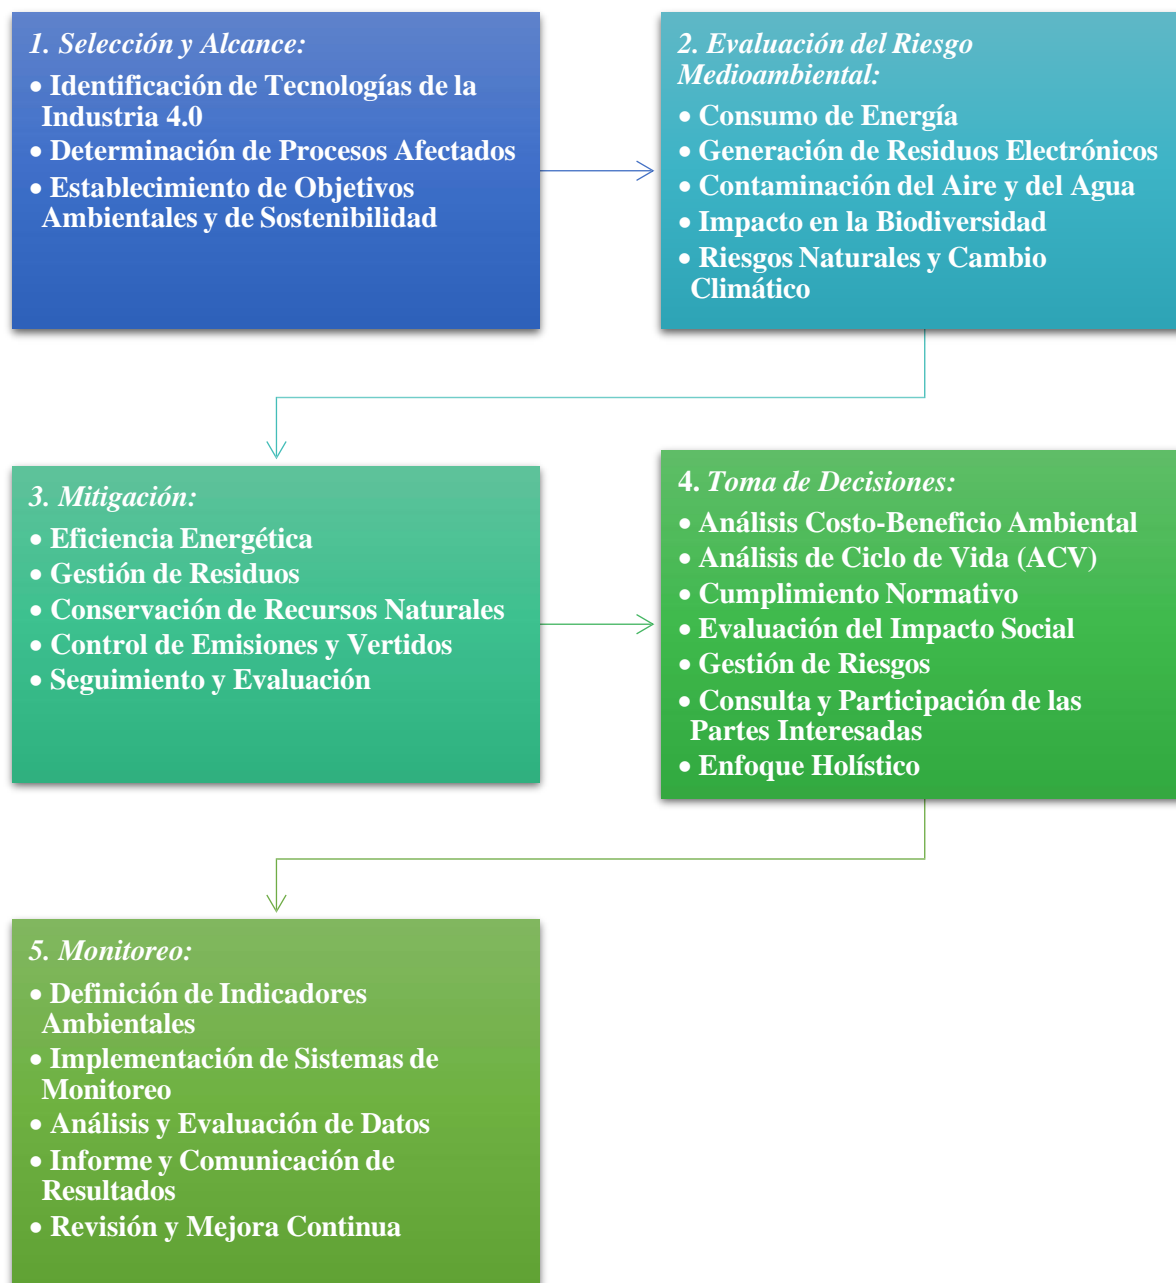 1. Selección y Alcance:
• Identificación de Tecnologías de la
Industria 4.0
• Determinación de Procesos Afectados
• Establecimiento de Objetivos
Ambientales y de Sostenibilidad
2. Evaluación del Riesgo
Medioambiental:
• Consumo de Energía
• Generación de Residuos Electrónicos
• Contaminación del Aire y del Agua
• Impacto en la Biodiversidad
• Riesgos Naturales y Cambio
Climático
3. Mitigación:
• Eficiencia Energética
• Gestión de Residuos
• Conservación de Recursos Naturales
• Control de Emisiones y Vertidos
• Seguimiento y Evaluación
4. Toma de Decisiones:
• Análisis Costo-Beneficio Ambiental
• Análisis de Ciclo de Vida (ACV)
• Cumplimiento Normativo
• Evaluación del Impacto Social
• Gestión de Riesgos
• Consulta y Participación de las
Partes Interesadas
• Enfoque Holístico
5. Monitoreo:
• Definición de Indicadores
Ambientales
• Implementación de Sistemas de
Monitoreo
• Análisis y Evaluación de Datos
• Informe y Comunicación de
Resultados
• Revisión y Mejora Continua